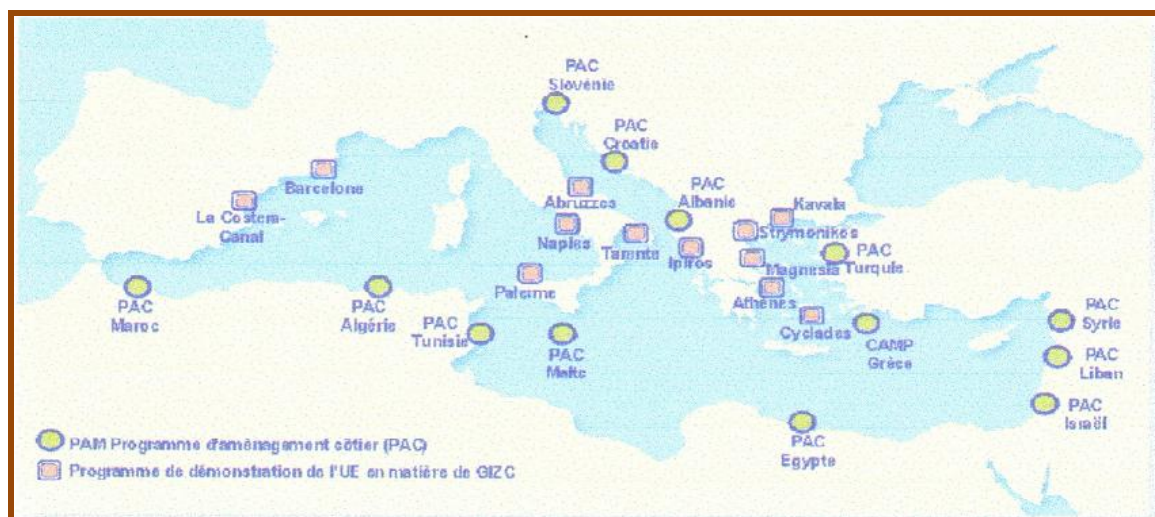 PAC
Slovénie
PAC
Croatie
Barcelone
La Costera-
Canal
Abruzzes
PAC
Albanie
Kavala
Strymonikos
Naples
Tarente
Ipiros
Magnesia
PAC
Turquie
Palerme
Athènes
PAC
Maroc
PAC
Algérie
PAC
Tunisie
PAC
Malte
Cyclades
CAMP
Grèce
PAC
Syrie
PAC
Liban
PAC
Israël
PAC
Egypte
PAM Programme d'aménagement côtier (PAC)
Programme de démonstration de l'UE en matière de GIZC